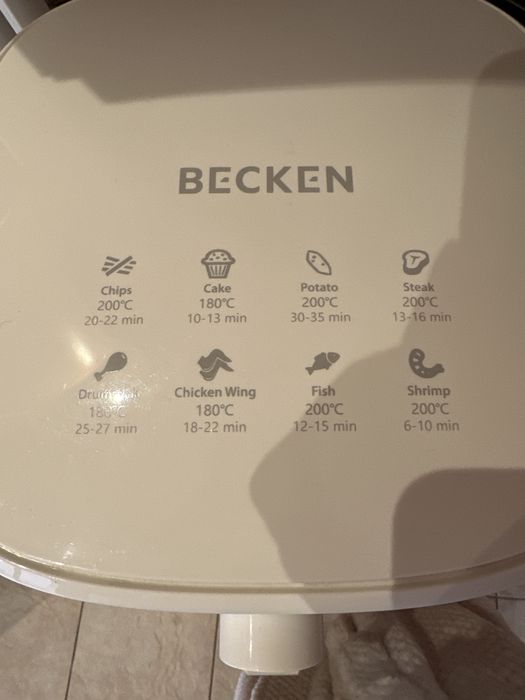 BECKEN
Chips Cake Potato Steak
200°C 180°C 200°C 200°C
20-22 min 10-13 min 30-35 min 13-16 min
Chicken Wing Fish Shrimp
180°C 200°C 200°C
25-27 min 18-22 min 12-15 min 6-10 min